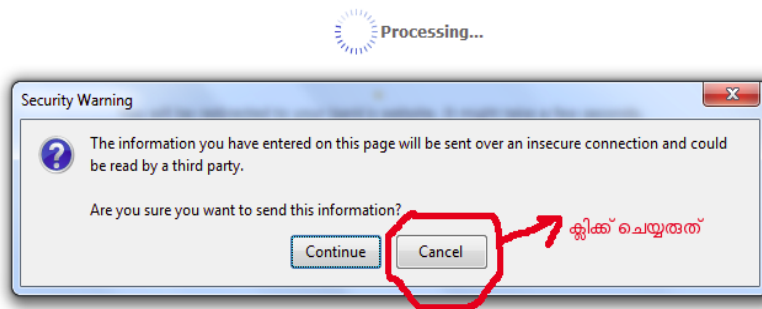 Processing...
Security Warning
The information you have entered on this page will be sent over an insecure connection and could
be read by a third party.
Are you sure you want to send this information?
Continue
Cancel
ക്ലിക്ക് ചെയ്യരുത്